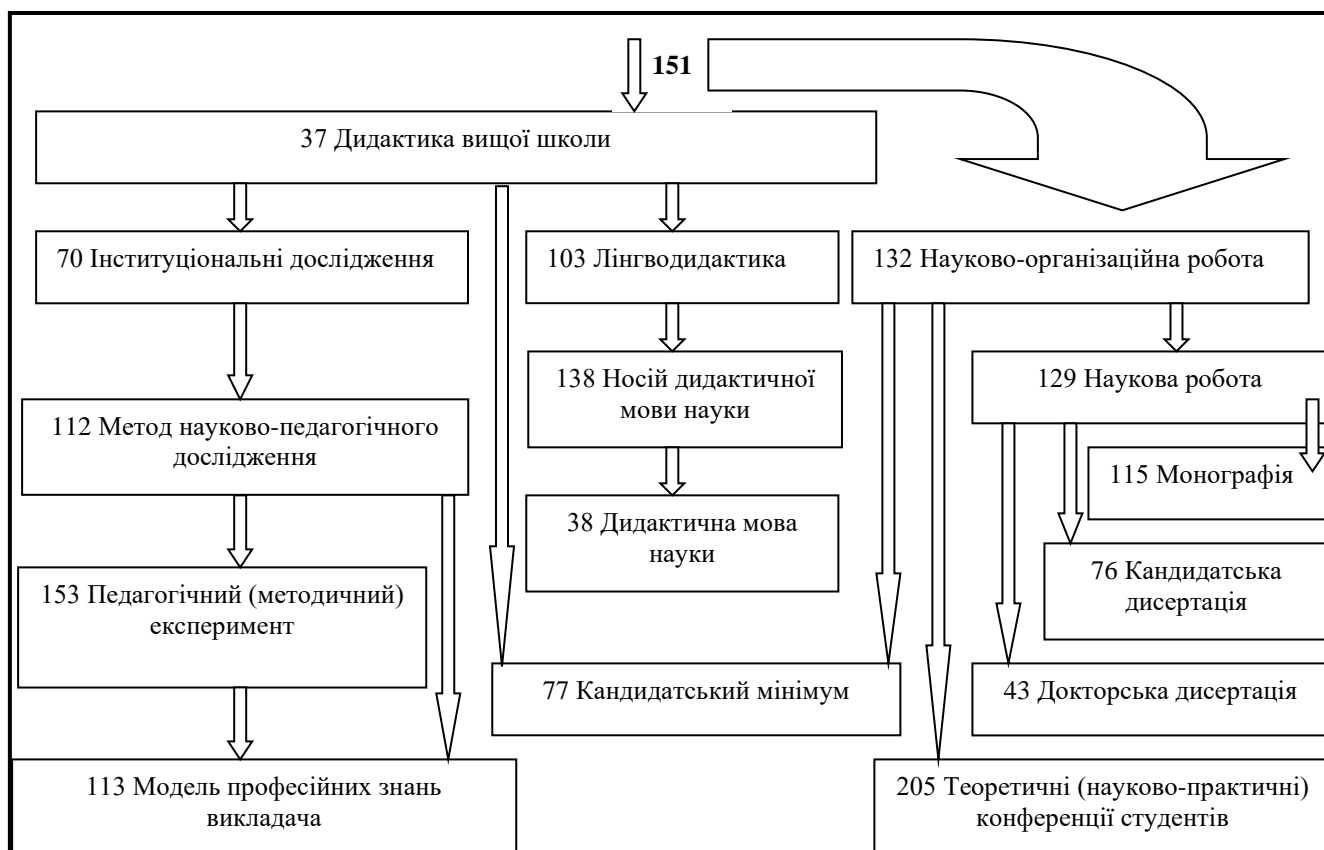 151
37 Дидактика вищої школи
70 Інституціональні дослідження
103 Лінгводидактика
132 Науково-організаційна робота
138 Носій дидактичної
мови науки
129 Наукова робота
112 Метод науково-педагогічного
дослідження
115 Монографія
38 Дидактична мова
науки
76 Кандидатська
дисертація
153 Педагогічний (методичний)
експеримент
77 Кандидатський мінімум
43 Докторська дисертація
113 Модель професійних знань
викладача
205 Теоретичні (науково-практичні)
конференції студентів